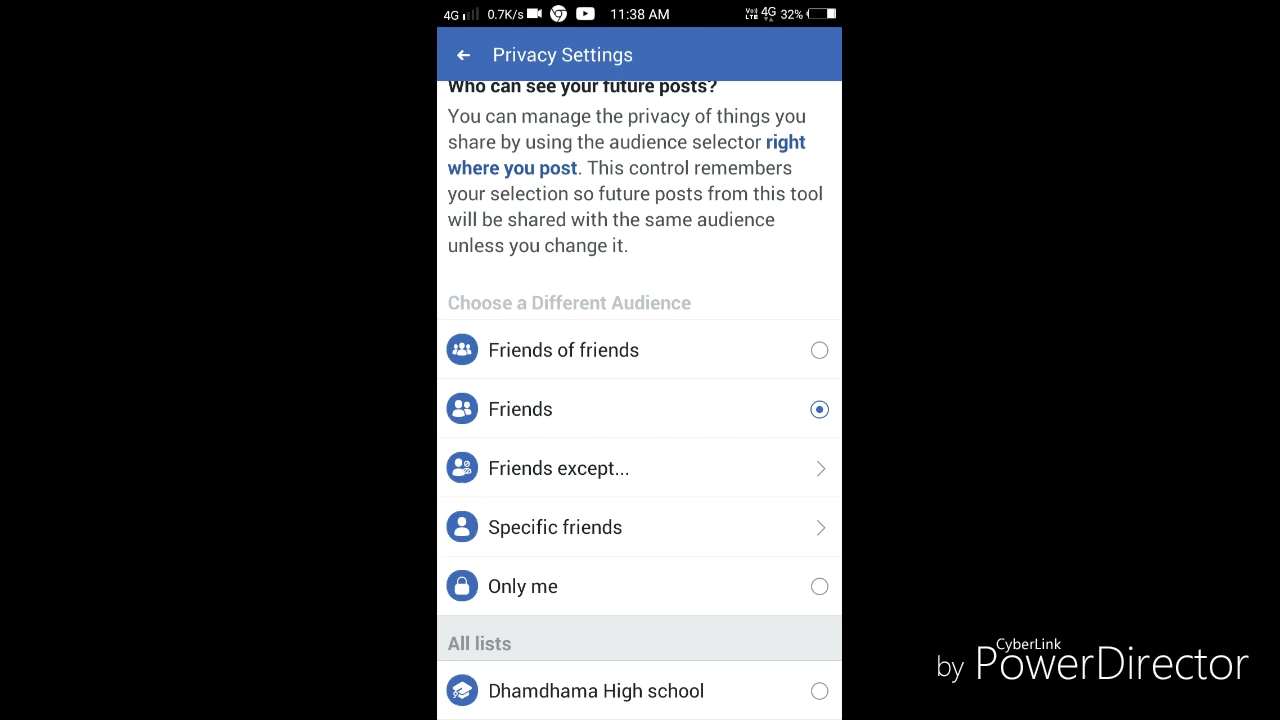 4G 0.7K/s 11:38 AM VoLTE 4G 32%
Privacy Settings
Who can see your future posts?
You can manage the privacy of things you
share by using the audience selector right
where you post. This control remembers
your selection so future posts from this tool
will be shared with the same audience
unless you change it.
Choose a Different Audience
Friends of friends
Friends
Friends except...
Specific friends
Only me
All lists
Dhamdhama High school
CyberLink
by PowerDirector